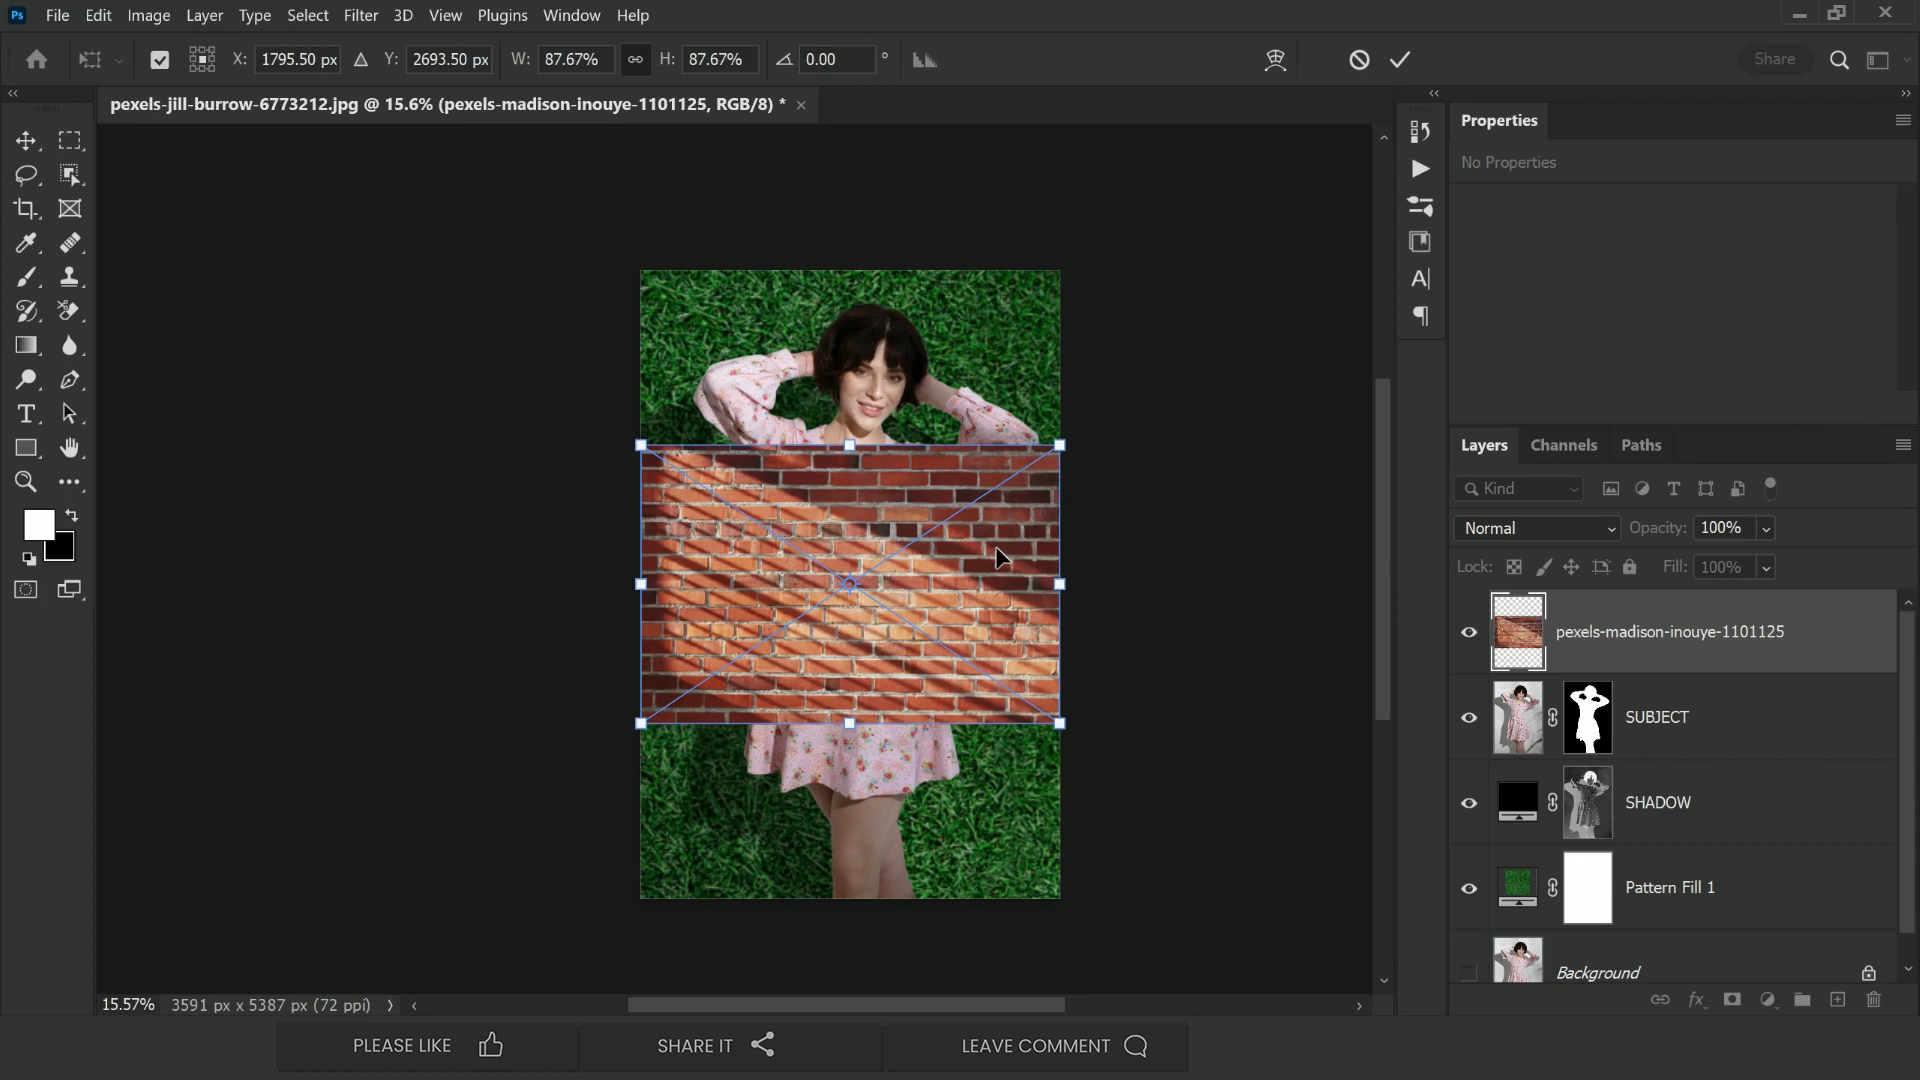 Ps File Edit Image Layer Type Select Filter 3D View Plugins Window Help
X: 1795.50 px Y: 2693.50 px W: 87.67% H: 87.67% 0.00 ° Share
pexels-jill-burrow-6773212.jpg @ 15.6% (pexels-madison-inouye-1101125, RGB/8) * ×
Properties
No Properties
Layers Channels Paths
Kind
Normal Opacity: 100%
Lock: Fill: 100%
pexels-madison-inouye-1101125
SUBJECT
SHADOW
Pattern Fill 1
Background
15.57% 3591 px x 5387 px (72 ppi)
PLEASE LIKE SHARE IT LEAVE COMMENT